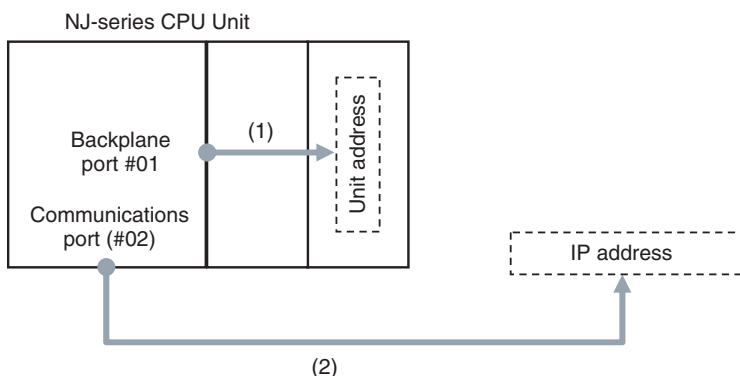 NJ-series CPU Unit
Backplane
port #01
(1)
Unit address
Communications
port (#02)
IP address
(2)